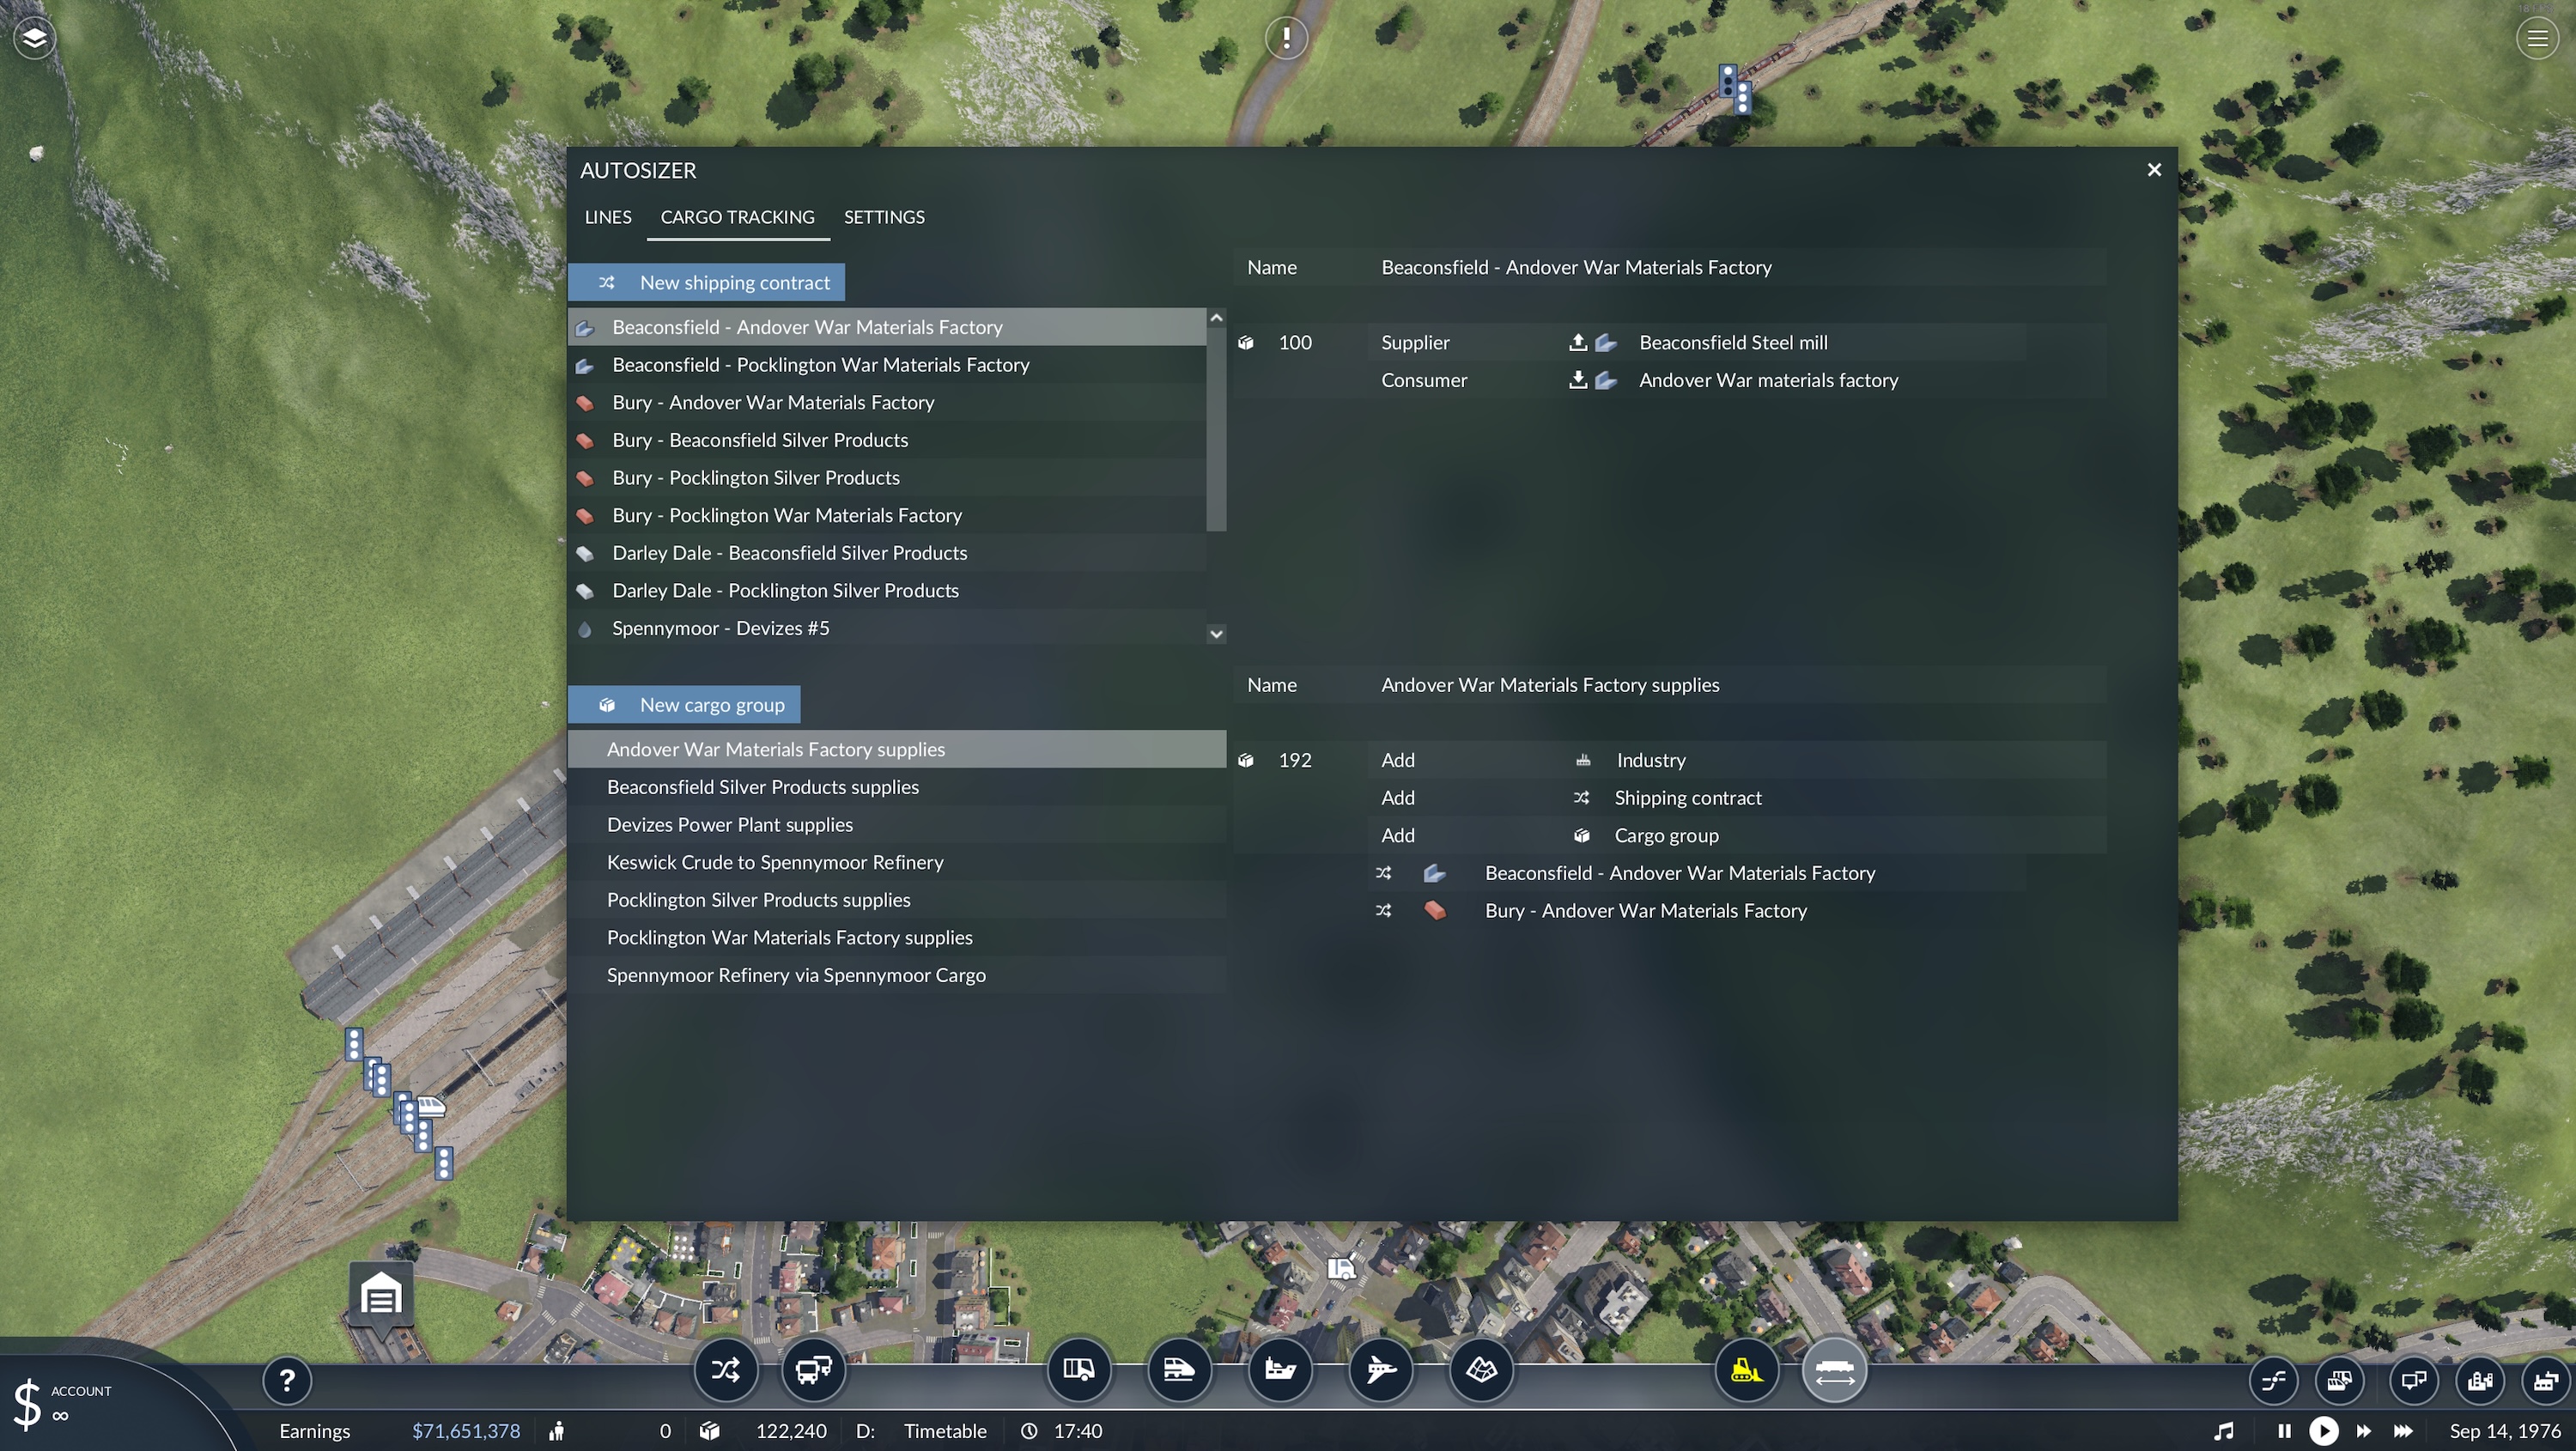 AUTOSIZER
LINES CARGO TRACKING SETTINGS
New shipping contract
Beaconsfield - Andover War Materials Factory
Beaconsfield - Pocklington War Materials Factory
Bury - Andover War Materials Factory
Bury - Beaconsfield Silver Products
Bury - Pocklington Silver Products
Bury - Pocklington War Materials Factory
Darley Dale - Beaconsfield Silver Products
Darley Dale - Pocklington Silver Products
Spennymoor - Devizes #5
Name Beaconsfield - Andover War Materials Factory
100 Supplier Beaconsfield Steel mill
Consumer Andover War materials factory
New cargo group
Andover War Materials Factory supplies
Beaconsfield Silver Products supplies
Devizes Power Plant supplies
Keswick Crude to Spennymoor Refinery
Pocklington Silver Products supplies
Pocklington War Materials Factory supplies
Spennymoor Refinery via Spennymoor Cargo
Name Andover War Materials Factory supplies
192 Add Industry
Add Shipping contract
Add Cargo group
Beaconsfield - Andover War Materials Factory
Bury - Andover War Materials Factory
$ ACCOUNT
∞
?
Earnings $71,651,378 0 122,240 D: Timetable 17:40 Sep 14, 1976